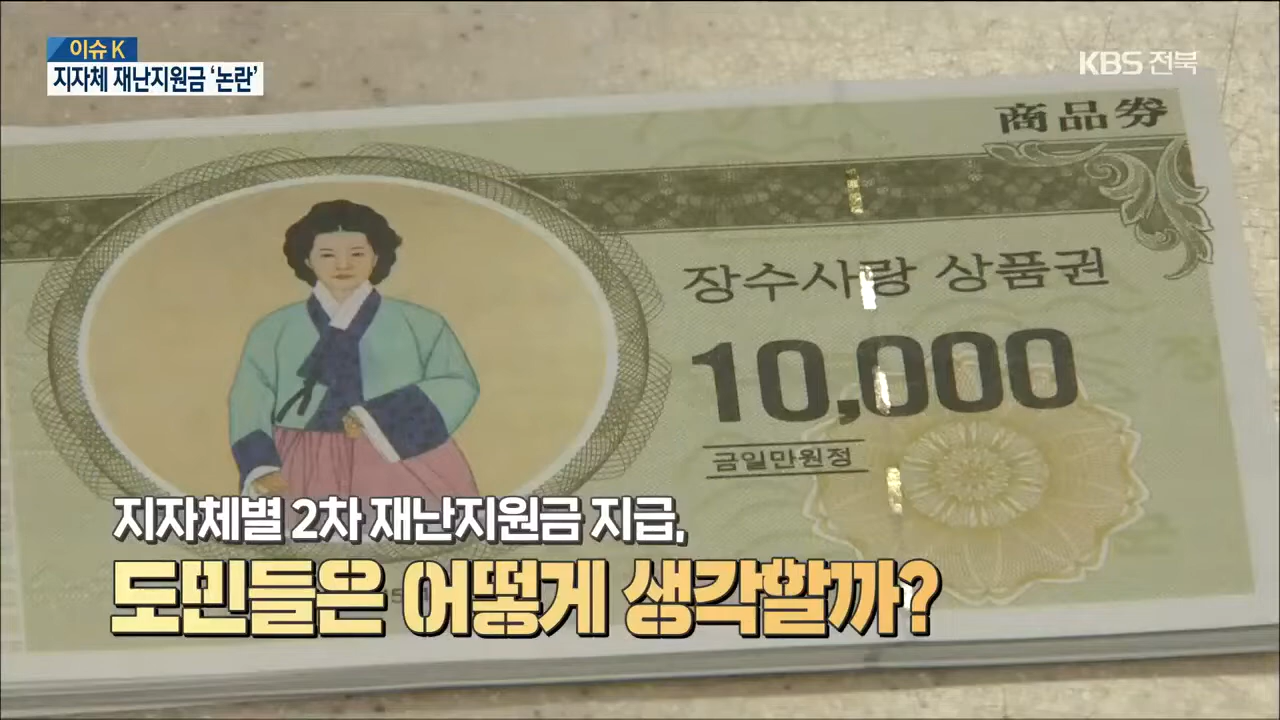 이슈 K
지자체 재난지원금 ‘논란’
KBS 전북
商品券
장수사랑 상품권
10,000
금일만원정
지자체별 2차 재난지원금 지급,
도민들은 어떻게 생각할까?